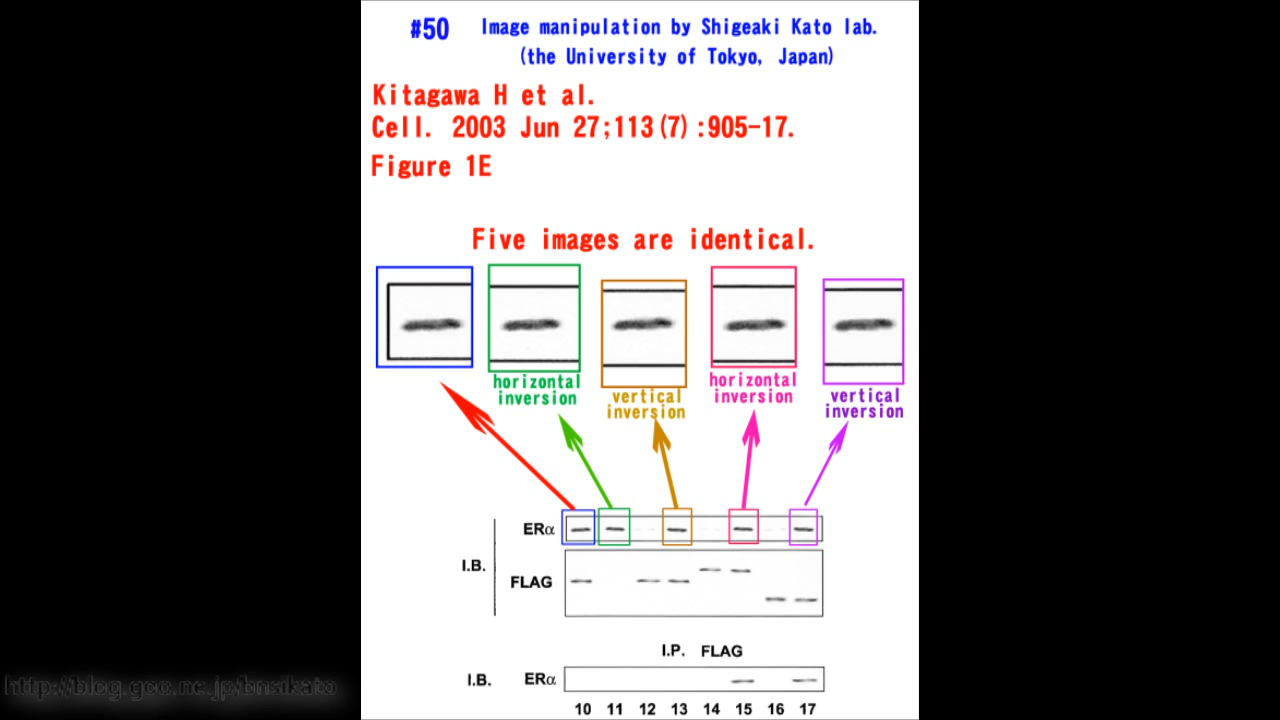 #50 Image manipulation by Shigeaki Kato lab.
(the University of Tokyo, Japan)
Kitagawa H et al.
Cell. 2003 Jun 27;113(7):905-17.
Figure 1E
Five images are identical.
horizontal inversion
vertical inversion
horizontal inversion
vertical inversion
ERα
I.B.
FLAG
I.P. FLAG
I.B. ERα
10 11 12 13 14 15 16 17
http://blog.goo.ne.jp/bnsikato